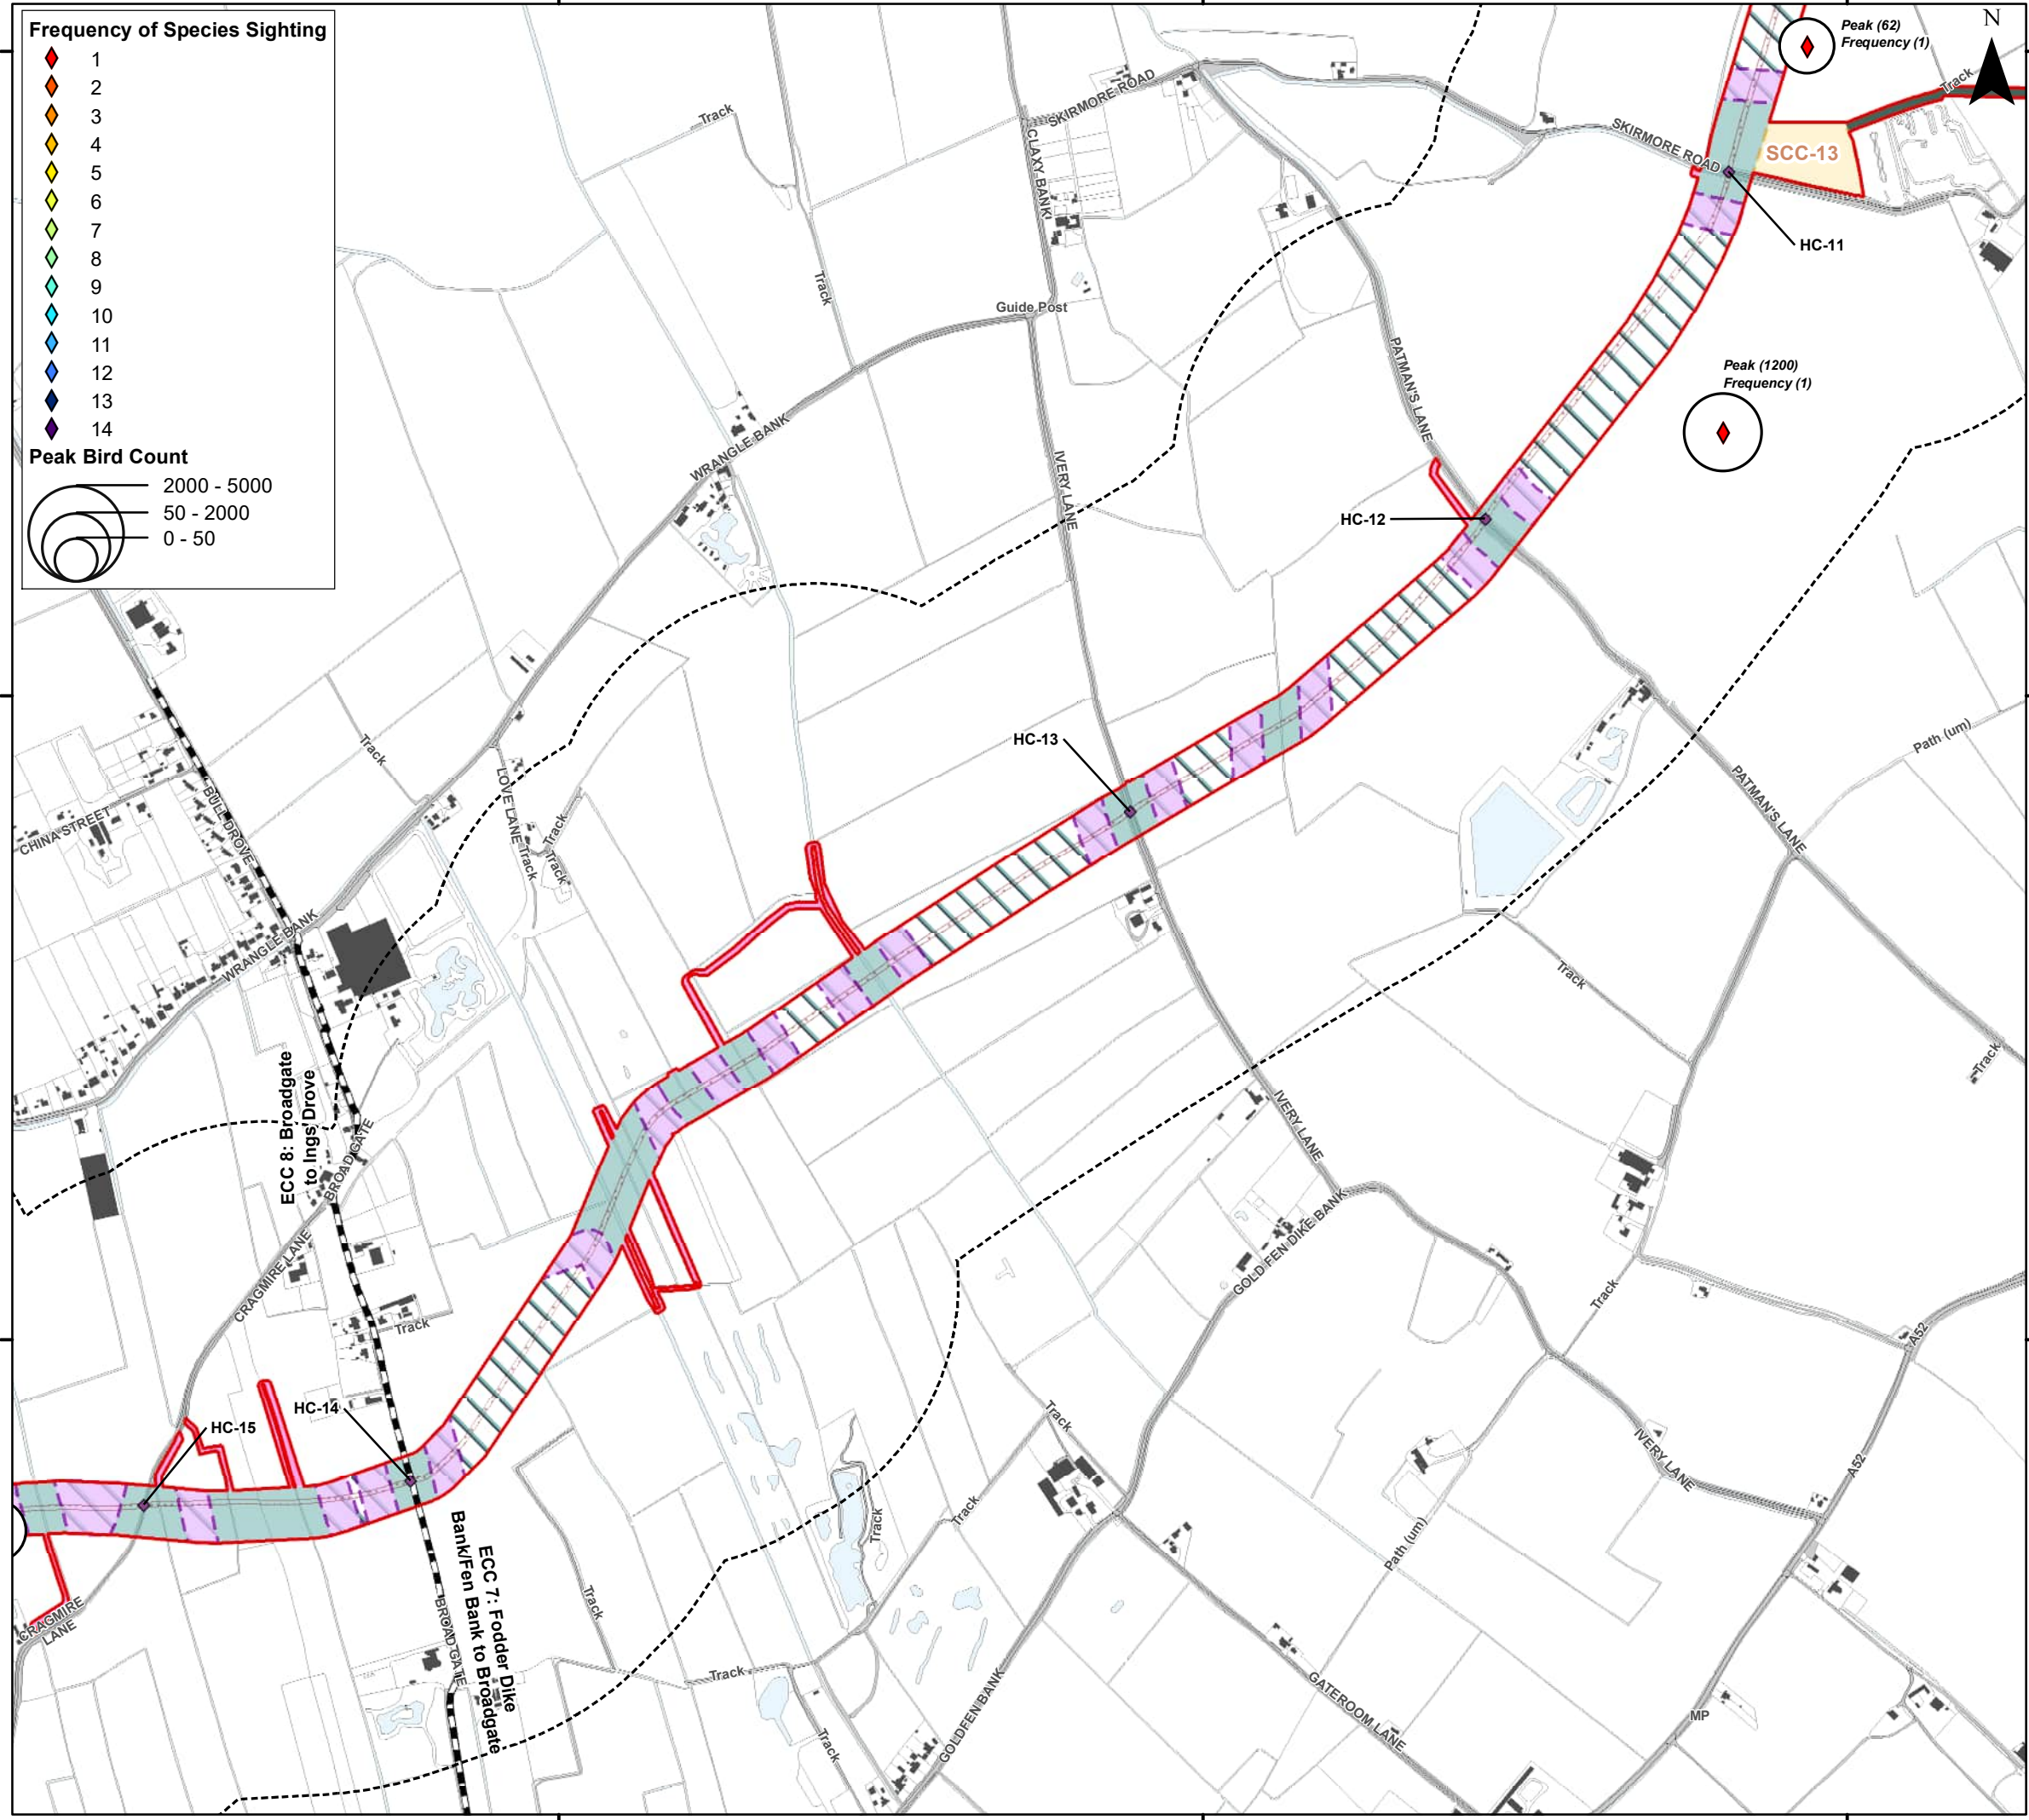 Frequency of Species Sighting
1
2
3
4
5
6
7
8
9
10
11
12
13
14
Peak Bird Count
2000 - 5000
50 - 2000
0 - 50
N
Peak (62)
Frequency (1)
Track
SKIRMORE ROAD
SKIRMORE ROAD
SCC-13
HC-11
Track
CLAXY BANK
Track
Guide Post
PATMAN'S LANE
Peak (1200)
Frequency (1)
WRANGLE BANK
IVERY LANE
HC-12
HC-13
Track
LOVE LANE
Track
Track
Track
BULL DROVE
CHINA STREET
WRANGLE BANK
Path (um)
PATMAN'S LANE
Track
Track
ECC 8: Broadgate
to Ings Drove
BROADGATE
IVERY LANE
GOLD FEN DIKE BANK
CRAGMIRE LANE
Track
Track
A52
HC-14
HC-15
Track
IVERY LANE
A52
Track
Track
Path (um)
ECC 7: Fodder Dike
Bank/Fen Bank to Broadgate
BROADGATE
CRAGMIRE
LANE
Track
Track
Track
GOLDFEN BANK
GATEROOM LANE
MP